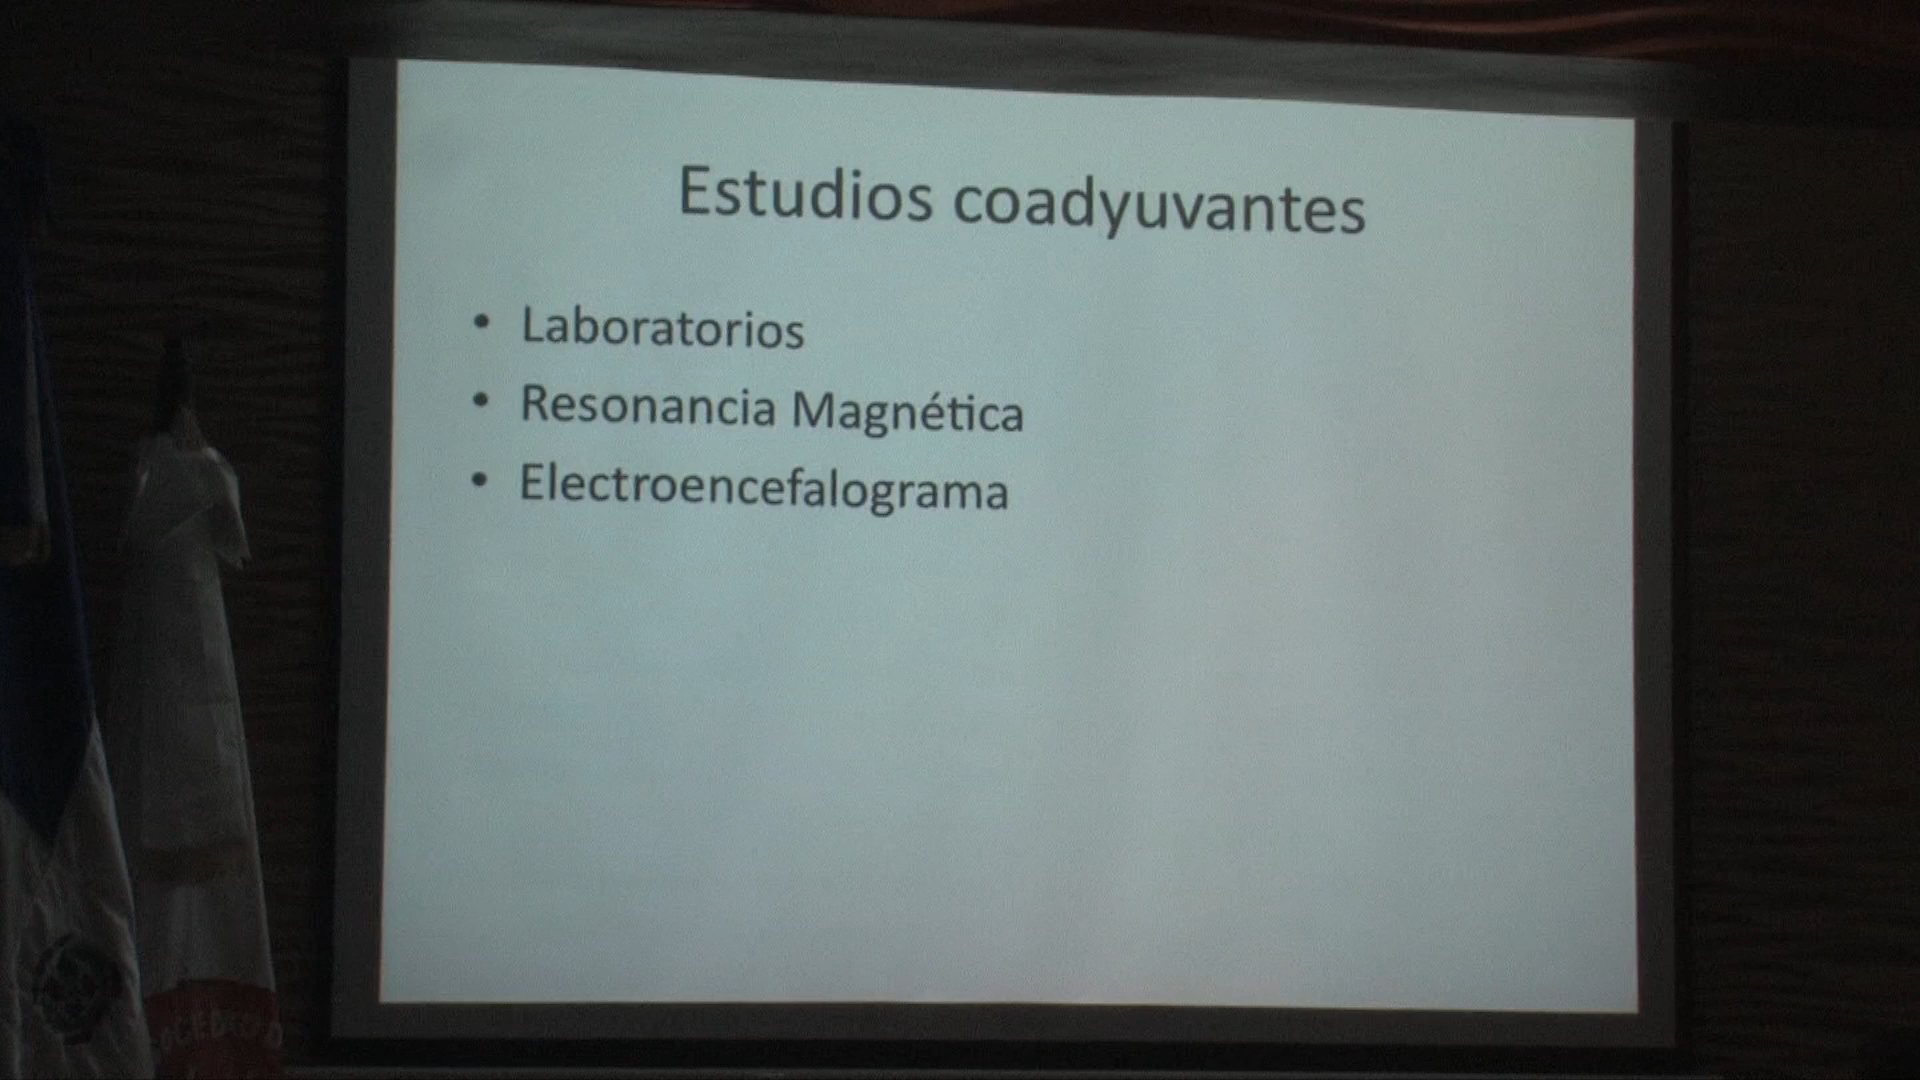 Estudios coadyuvantes
• Laboratorios
• Resonancia Magnética
• Electroencefalograma